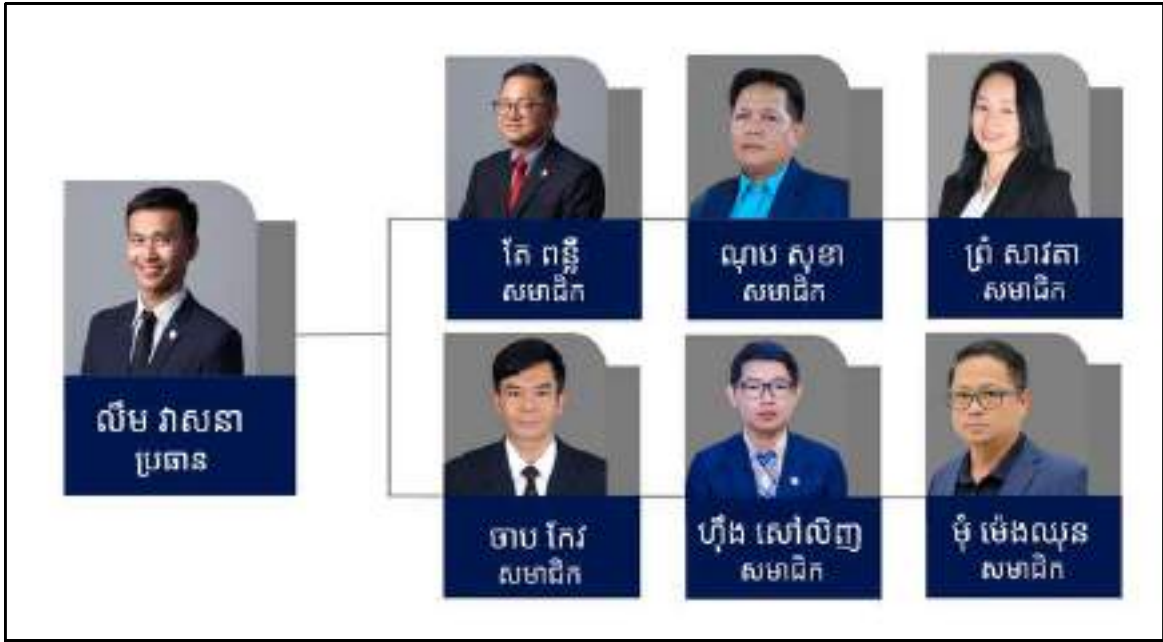 លឹម វាសនា
ប្រធាន
តែ ពន្លឺ
សមាជិក
ណុប សុខា
សមាជិក
ព្រំ សាវតា
សមាជិក
ចាប កែវ
សមាជិក
ហ៊ឹង សៅលិញ
សមាជិក
មុំ ម៉េងឈុន
សមាជិក